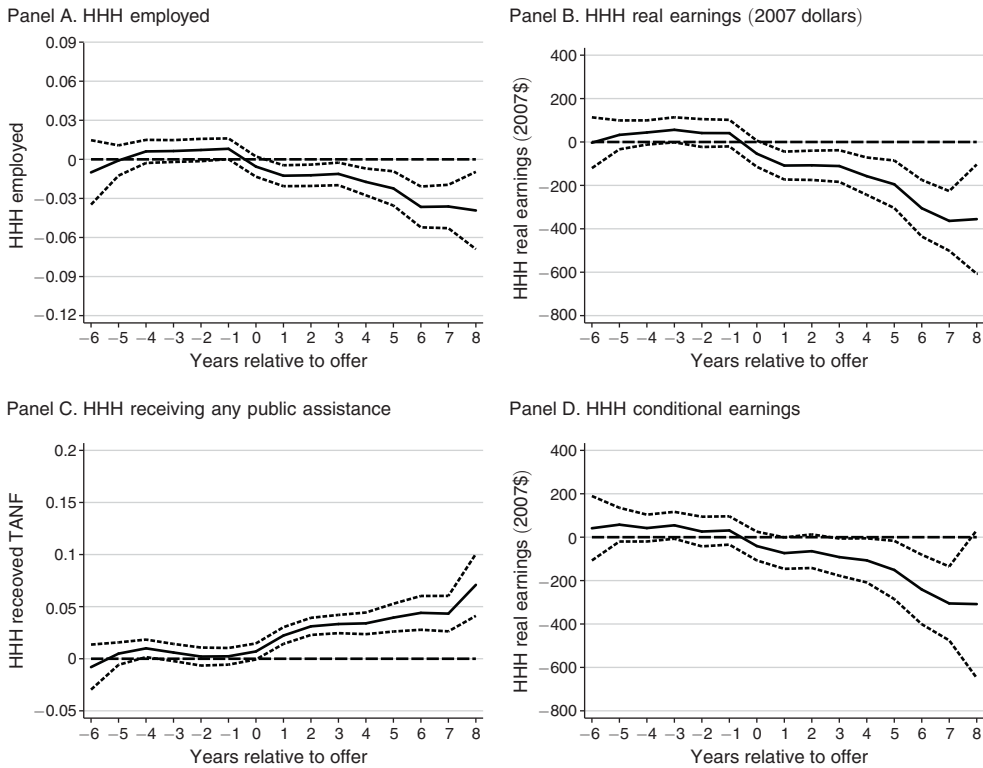 Panel A. HHH employed
0.09
0.06
0.03
0
−0.03
−0.06
−0.09
−0.12
HHH employed
−6 −5 −4 −3 −2 −1 0 1 2 3 4 5 6 7 8
Years relative to offer
Panel B. HHH real earnings (2007 dollars)
400
200
0
−200
−400
−600
−800
HHH real earnings (2007$)
−6 −5 −4 −3 −2 −1 0 1 2 3 4 5 6 7 8
Years relative to offer
Panel C. HHH receiving any public assistance
0.2
0.15
0.1
0.05
0
−0.05
HHH receoved TANF
−6 −5 −4 −3 −2 −1 0 1 2 3 4 5 6 7 8
Years relative to offer
Panel D. HHH conditional earnings
400
200
0
−200
−400
−600
−800
HHH real earnings (2007$)
−6 −5 −4 −3 −2 −1 0 1 2 3 4 5 6 7 8
Years relative to offer